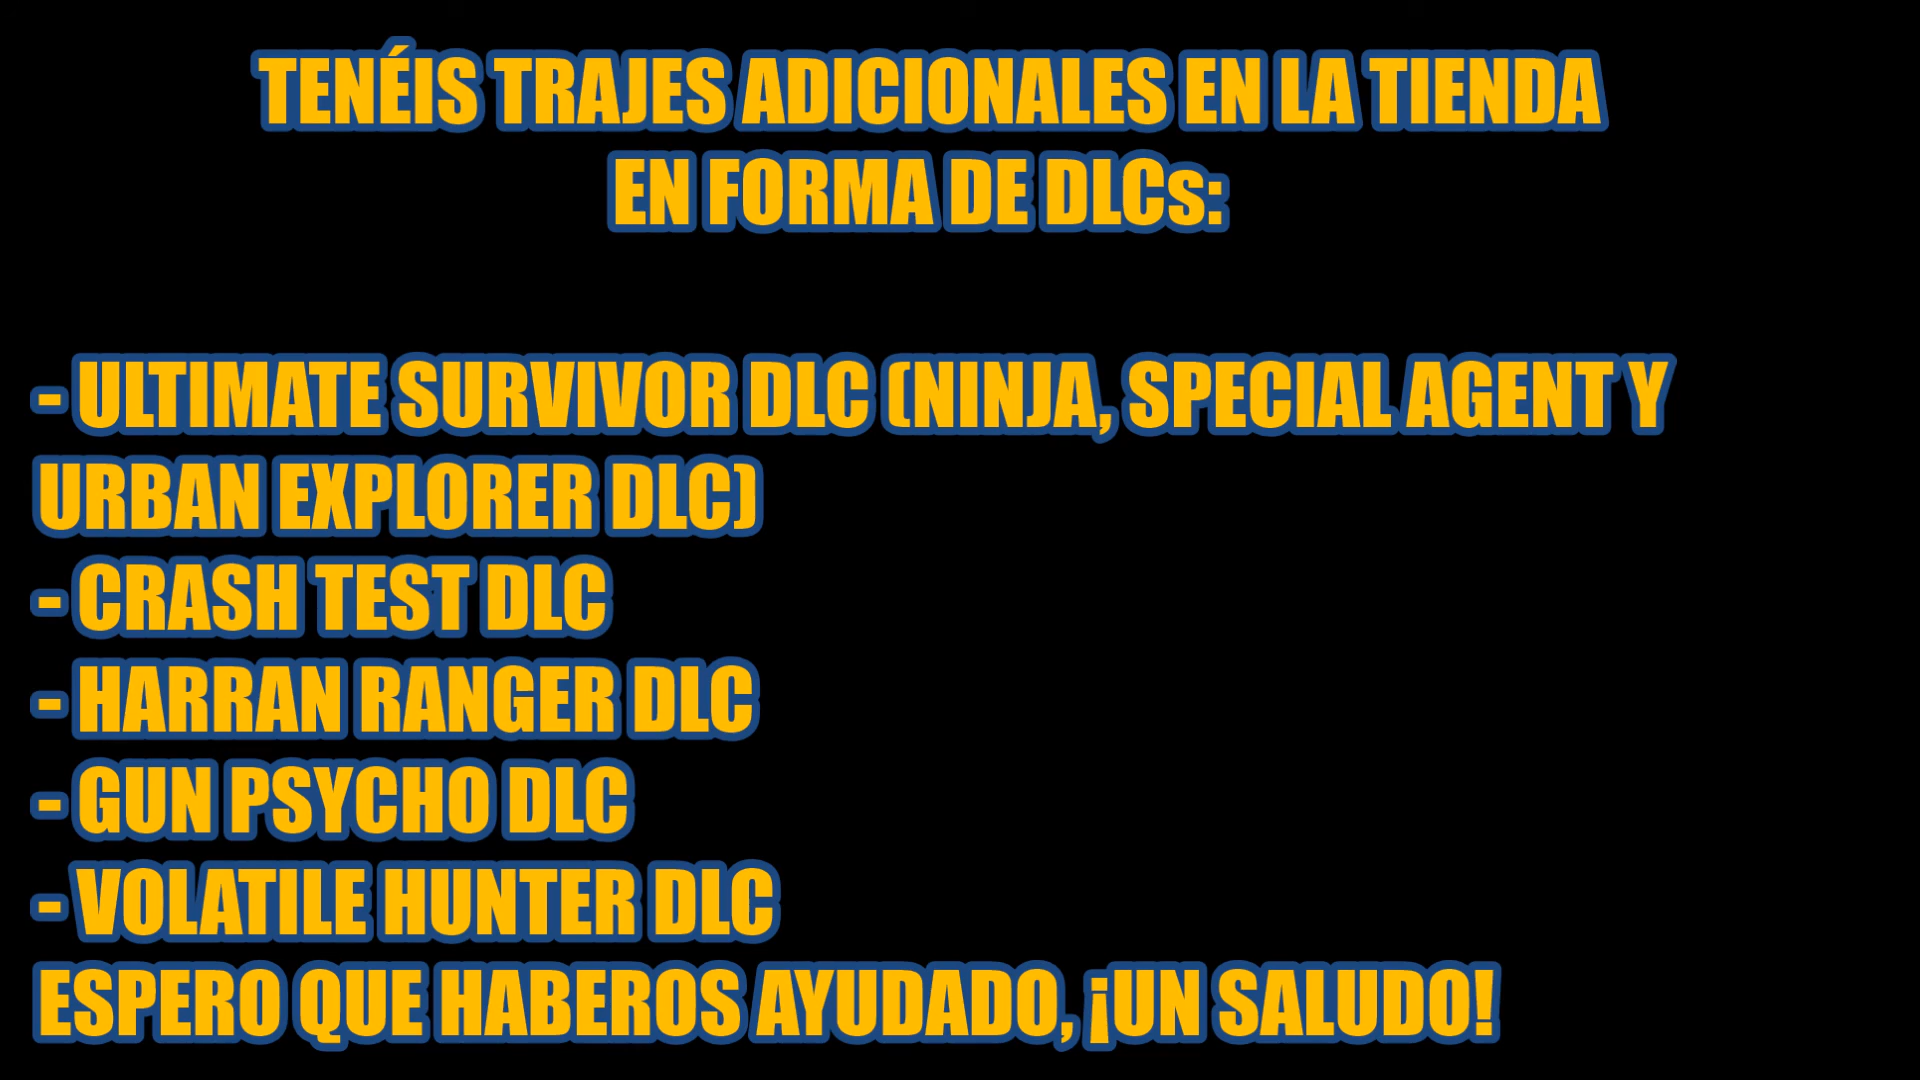 TENÉIS TRAJES ADICIONALES EN LA TIENDA
EN FORMA DE DLCs:
- ULTIMATE SURVIVOR DLC (NINJA, SPECIAL AGENT Y
URBAN EXPLORER DLC)
- CRASH TEST DLC
- HARRAN RANGER DLC
- GUN PSYCHO DLC
- VOLATILE HUNTER DLC
ESPERO QUE HABEROS AYUDADO, ¡UN SALUDO!